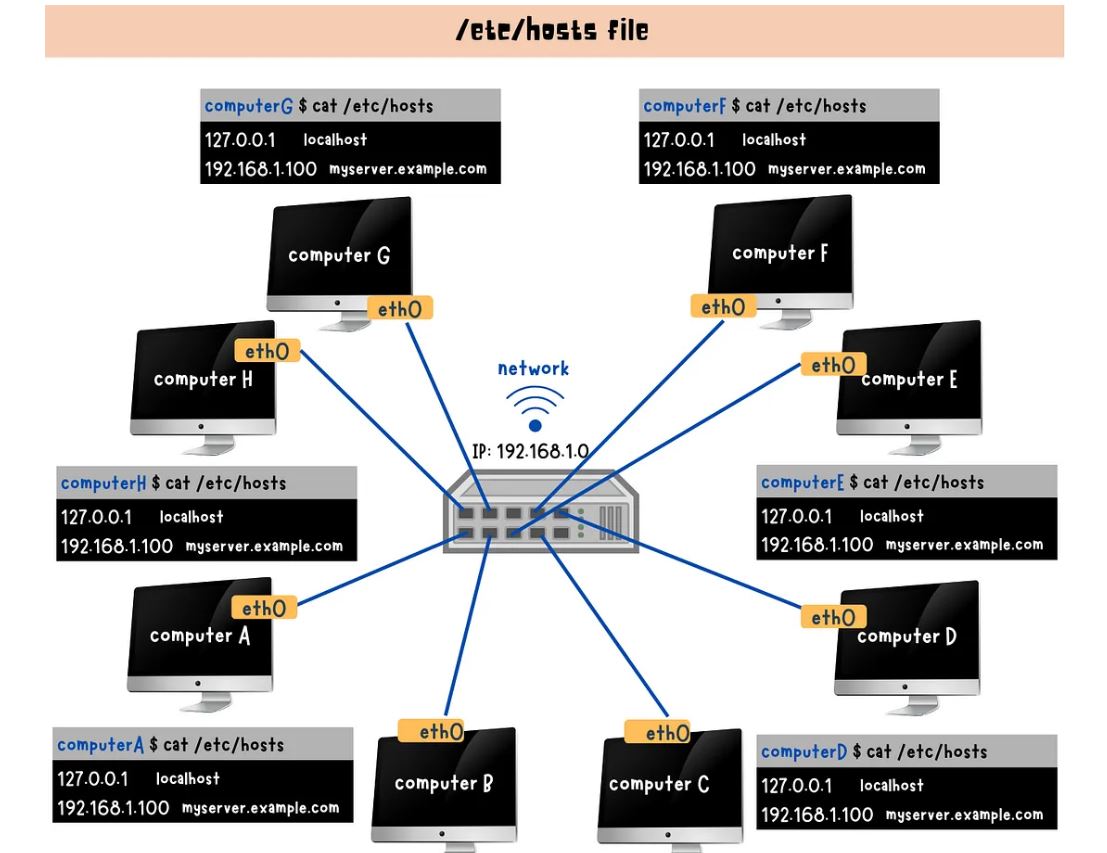 /etc/hosts file
computerG $ cat /etc/hosts
127.0.0.1 localhost
192.168.1.100 myserver.example.com
computerF $ cat /etc/hosts
127.0.0.1 localhost
192.168.1.100 myserver.example.com
computer G
eth0
computer F
eth0
computer H
eth0
computer E
eth0
network
IP: 192.168.1.0
computerH $ cat /etc/hosts
127.0.0.1 localhost
192.168.1.100 myserver.example.com
computerE $ cat /etc/hosts
127.0.0.1 localhost
192.168.1.100 myserver.example.com
eth0
computer A
eth0
computer D
computerA $ cat /etc/hosts
127.0.0.1 localhost
192.168.1.100 myserver.example.com
eth0
computer B
eth0
computer C
computerD $ cat /etc/hosts
127.0.0.1 localhost
192.168.1.100 myserver.example.com